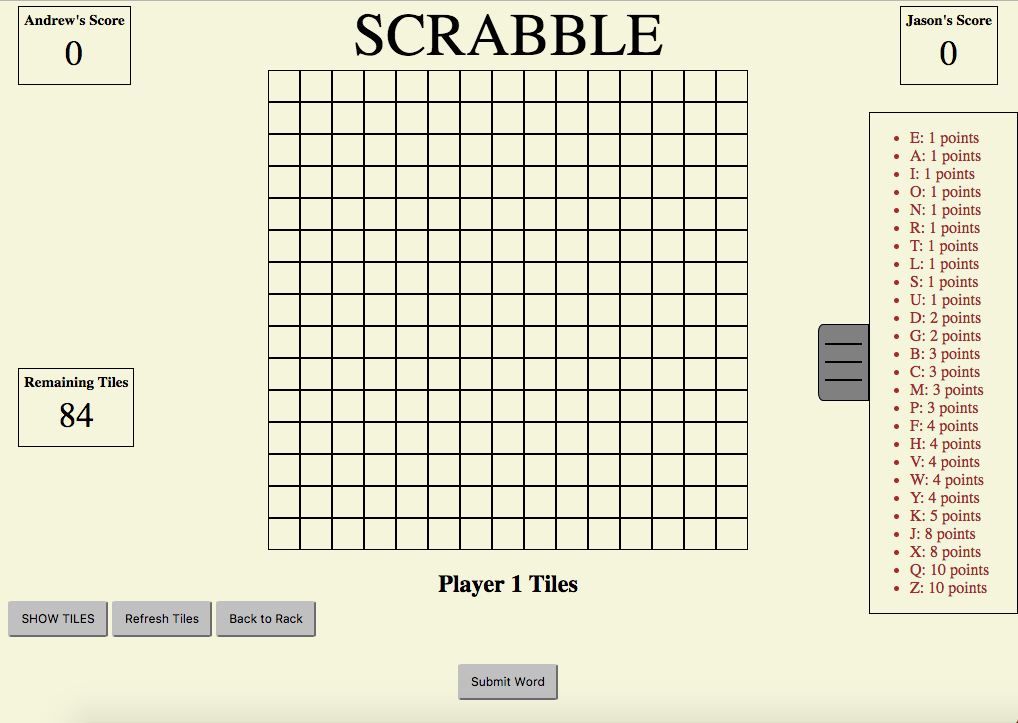 Andrew's Score
0
SCRABBLE
Jason's Score
0
E: 1 points
A: 1 points
I: 1 points
O: 1 points
N: 1 points
R: 1 points
T: 1 points
L: 1 points
S: 1 points
U: 1 points
D: 2 points
G: 2 points
B: 3 points
C: 3 points
M: 3 points
P: 3 points
F: 4 points
H: 4 points
V: 4 points
W: 4 points
Y: 4 points
K: 5 points
J: 8 points
X: 8 points
Q: 10 points
Z: 10 points
Remaining Tiles
84
Player 1 Tiles
SHOW TILES
Refresh Tiles
Back to Rack
Submit Word